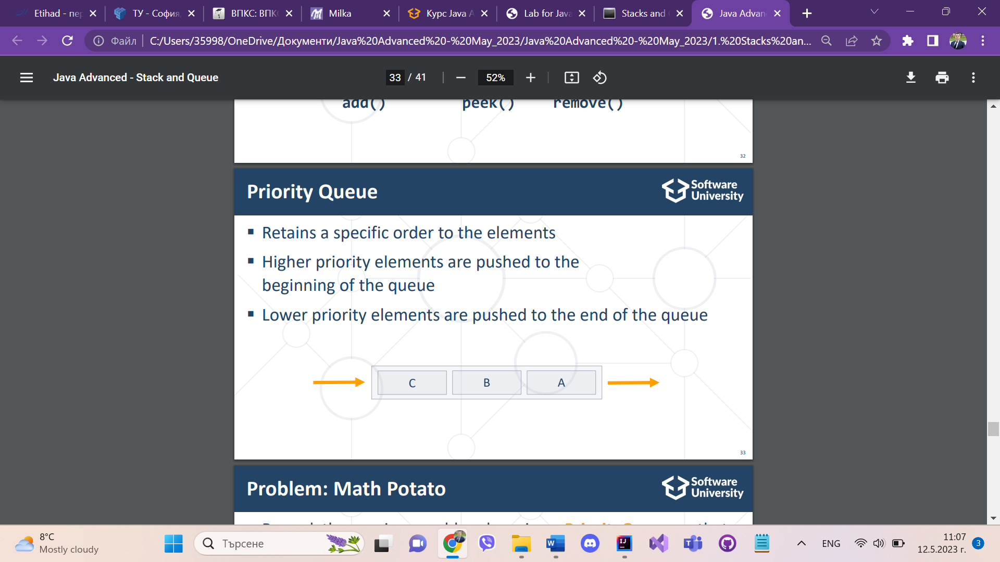 Etihad - пер
ТУ - София,
ВПКС: ВПКС
Milka
Курс Java A
Lab for Java
Stacks and
Java Advan
Файл
C:/Users/35998/OneDrive/Документи/Java%20Advanced%20-%20May_2023/Java%20Advanced%20-%20May_2023/1.%20Stacks%20an...
Java Advanced - Stack and Queue
33 / 41
52%
add() peek() remove()
32
Priority Queue
Software University
Retains a specific order to the elements
Higher priority elements are pushed to the
beginning of the queue
Lower priority elements are pushed to the end of the queue
C B A
33
Problem: Math Potato
Software University
8°C
Mostly cloudy
Търсене
ENG
11:07
12.5.2023 г.
3